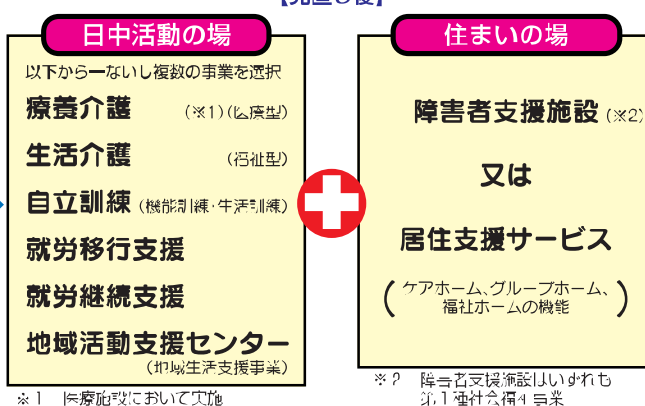 【見直し後】
日中活動の場
以下から一ないし複数の事業を選択
療養介護 (※1)(医療型)
生活介護 (福祉型)
自立訓練(機能訓練・生活訓練)
就労移行支援
就労継続支援
地域活動支援センター
(地域生活支援事業)
※1 医療施設において実施
住まいの場
障害者支援施設(※2)
又は
居住支援サービス
(ケアホーム、グループホーム、
福祉ホームの機能)
※2 障害者支援施設はいずれも
第1種社会福祉事業